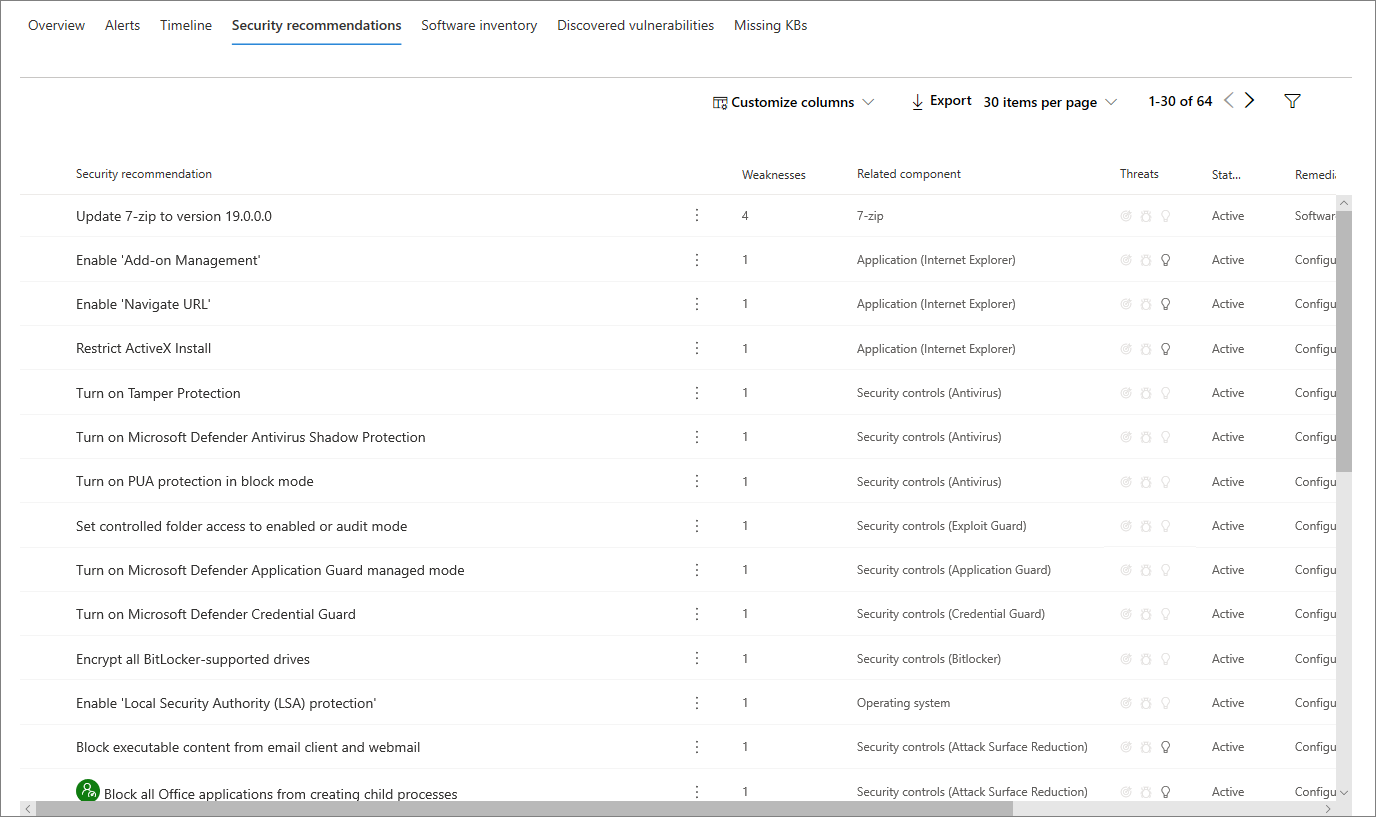 Overview Alerts Timeline Security recommendations Software inventory Discovered vulnerabilities Missing KBs
Customize columns Export 30 items per page 1-30 of 64
Security recommendation Weaknesses Related component Threats Stat... Remedi
Update 7-zip to version 19.0.0.0 4 7-zip Active Softwar
Enable 'Add-on Management' 1 Application (Internet Explorer) Active Configu
Enable 'Navigate URL' 1 Application (Internet Explorer) Active Configu
Restrict ActiveX Install 1 Application (Internet Explorer) Active Configu
Turn on Tamper Protection 1 Security controls (Antivirus) Active Configu
Turn on Microsoft Defender Antivirus Shadow Protection 1 Security controls (Antivirus) Active Configu
Turn on PUA protection in block mode 1 Security controls (Antivirus) Active Configu
Set controlled folder access to enabled or audit mode 1 Security controls (Exploit Guard) Active Configu
Turn on Microsoft Defender Application Guard managed mode 1 Security controls (Application Guard) Active Configu
Turn on Microsoft Defender Credential Guard 1 Security controls (Credential Guard) Active Configu
Encrypt all BitLocker-supported drives 1 Security controls (Bitlocker) Active Configu
Enable 'Local Security Authority (LSA) protection' 1 Operating system Active Configu
Block executable content from email client and webmail 1 Security controls (Attack Surface Reduction) Active Configu
Block all Office applications from creating child processes 1 Security controls (Attack Surface Reduction) Active Configu